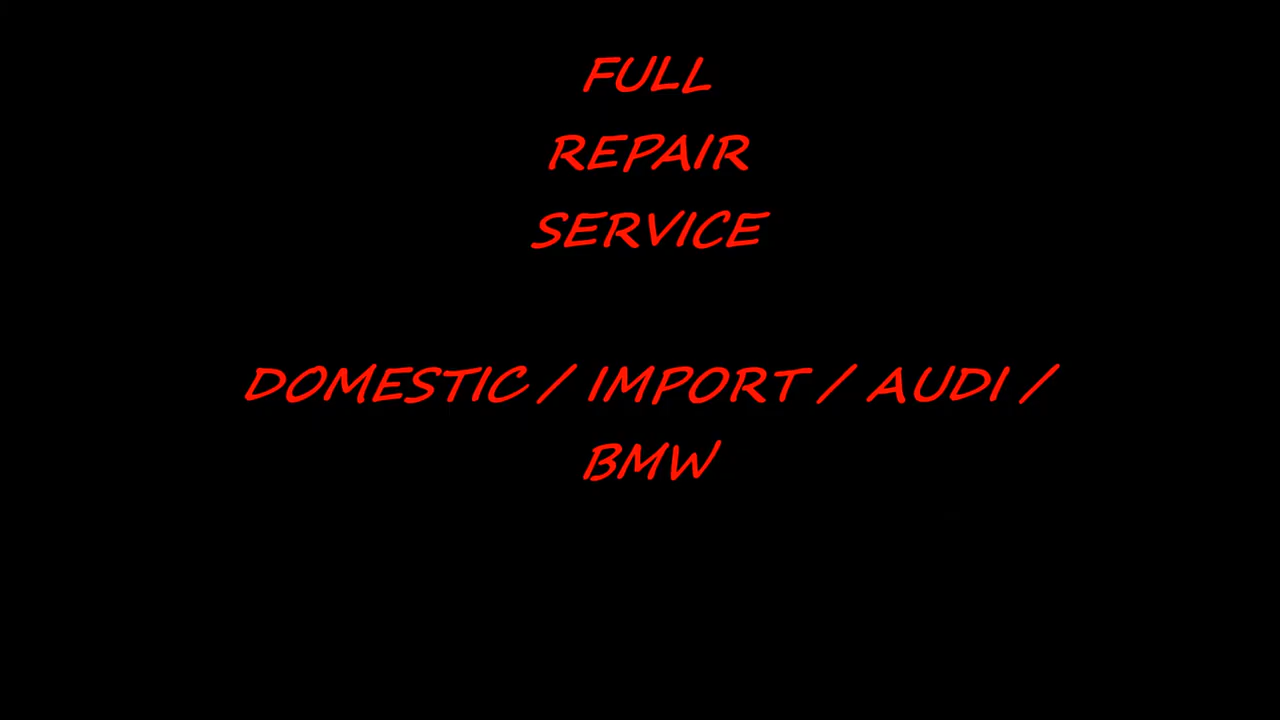 FULL
REPAIR
SERVICE
DOMESTIC / IMPORT / AUDI /
BMW